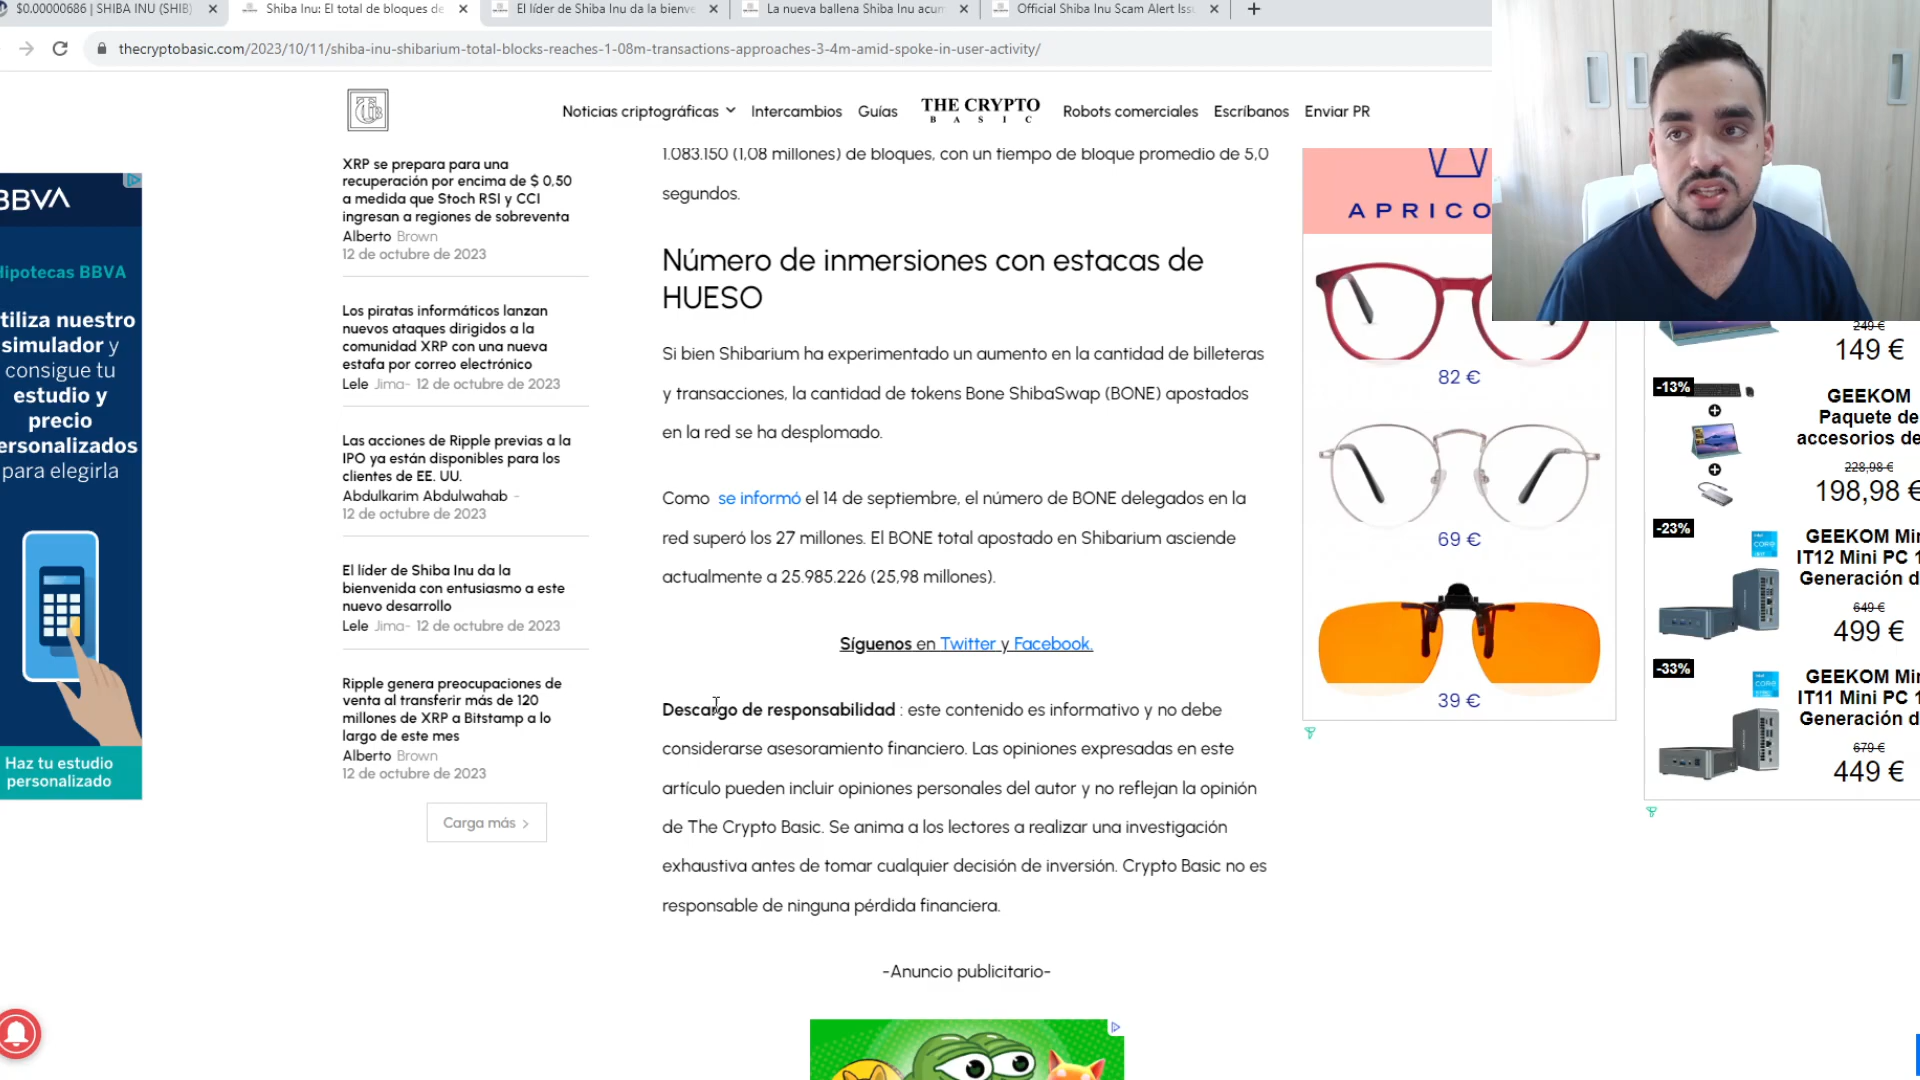 $0.00000686 | SHIBA INU (SHIB)
Shiba Inu: El total de bloques de
El líder de Shiba Inu da la bienve
La nueva ballena Shiba Inu acum
Official Shiba Inu Scam Alert Iss
thecryptobasic.com/2023/10/11/shiba-inu-shibarium-total-blocks-reaches-1-08m-transactions-approaches-3-4m-amid-spoke-in-user-activity/
Noticias criptográficas
Intercambios
Guías
THE CRYPTO
BASIC
Robots comerciales
Escríbanos
Enviar PR
BBVA
Hipotecas BBVA
tiliza nuestro
simulador y
consigue tu
estudio y
precio
personalizados
para elegirla
Haz tu estudio
personalizado
XRP se prepara para una
recuperación por encima de $ 0,50
a medida que Stoch RSI y CCI
ingresan a regiones de sobreventa
Alberto Brown
12 de octubre de 2023
Los piratas informáticos lanzan
nuevos ataques dirigidos a la
comunidad XRP con una nueva
estafa por correo electrónico
Lele Jima- 12 de octubre de 2023
Las acciones de Ripple previas a la
IPO ya están disponibles para los
clientes de EE. UU.
Abdulkarim Abdulwahab -
12 de octubre de 2023
El líder de Shiba Inu da la
bienvenida con entusiasmo a este
nuevo desarrollo
Lele Jima- 12 de octubre de 2023
Ripple genera preocupaciones de
venta al transferir más de 120
millones de XRP a Bitstamp a lo
largo de este mes
Alberto Brown
12 de octubre de 2023
Carga más
1.083.150 (1,08 millones) de bloques, con un tiempo de bloque promedio de 5,0
segundos.
Número de inmersiones con estacas de
HUESO
Si bien Shibarium ha experimentado un aumento en la cantidad de billeteras
y transacciones, la cantidad de tokens Bone ShibaSwap (BONE) apostados
en la red se ha desplomado.
Como se informó el 14 de septiembre, el número de BONE delegados en la
red superó los 27 millones. El BONE total apostado en Shibarium asciende
actualmente a 25.985.226 (25,98 millones).
Síguenos en Twitter y Facebook.
Descargo de responsabilidad : este contenido es informativo y no debe
considerarse asesoramiento financiero. Las opiniones expresadas en este
artículo pueden incluir opiniones personales del autor y no reflejan la opinión
de The Crypto Basic. Se anima a los lectores a realizar una investigación
exhaustiva antes de tomar cualquier decisión de inversión. Crypto Basic no es
responsable de ninguna pérdida financiera.
-Anuncio publicitario-
APRICO
82 €
69 €
39 €
249 €
149 €
-13%
GEEKOM
Paquete de
accesorios de
228,98 €
198,98 €
-23%
GEEKOM Min
IT12 Mini PC 1
Generación d
649 €
499 €
-33%
GEEKOM Min
IT11 Mini PC 1
Generación d
679 €
449 €